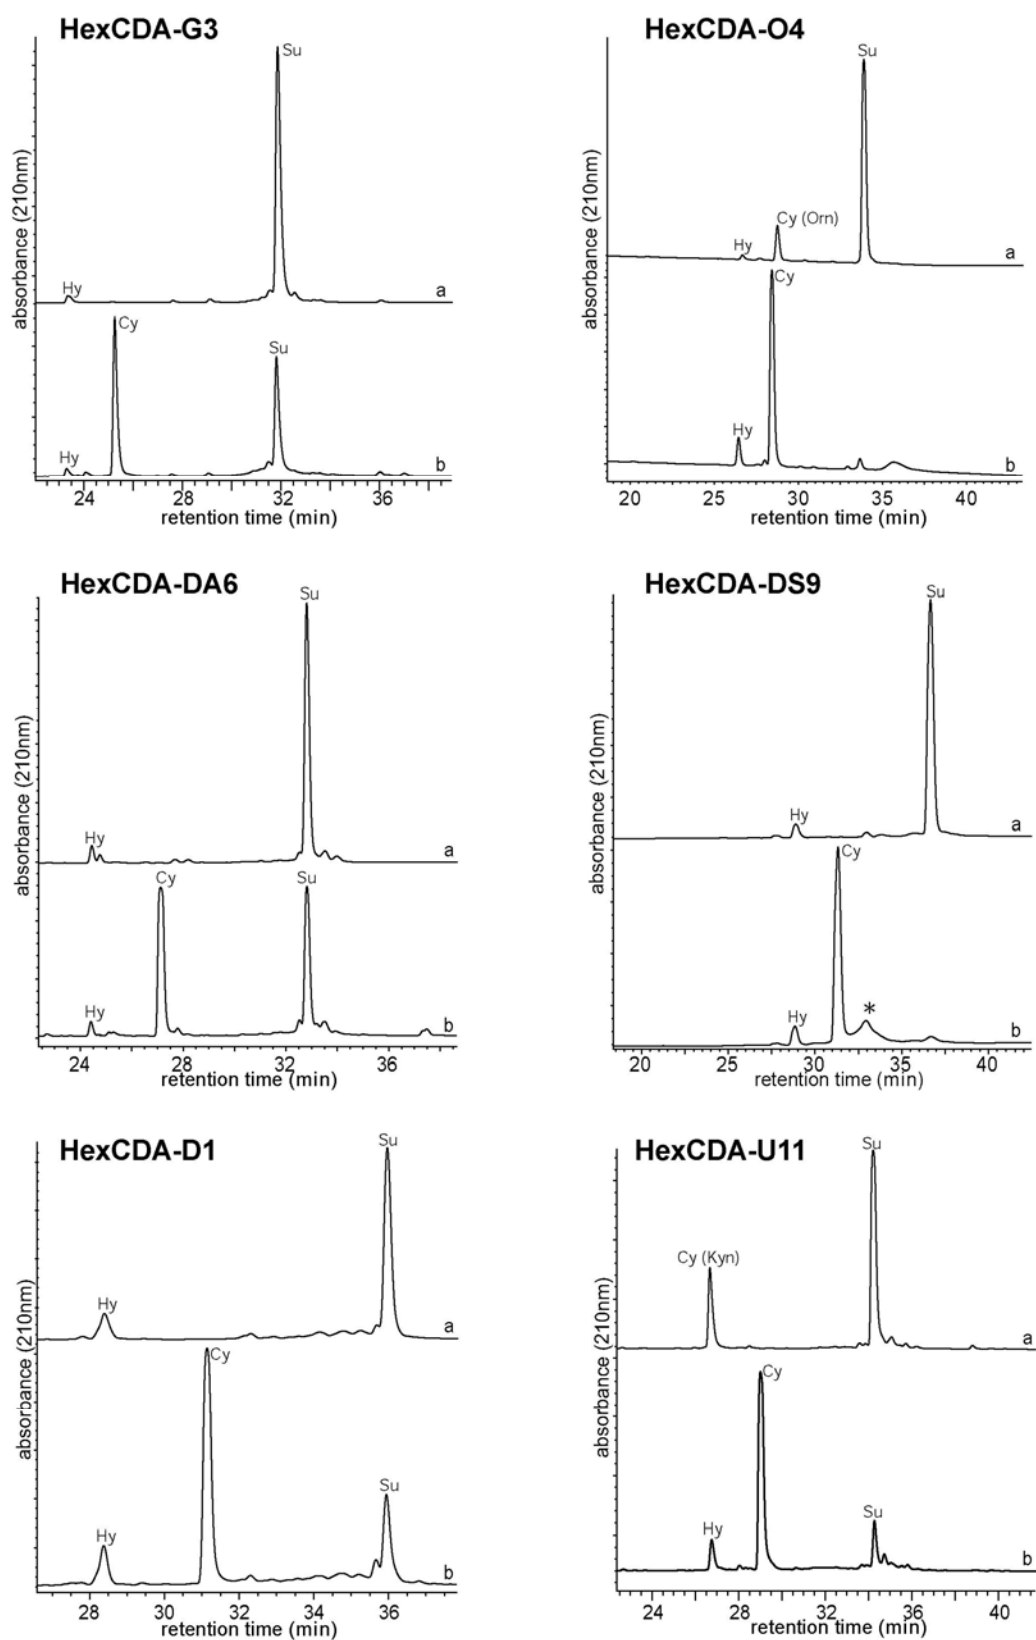 HexCDA-G3
Su
Hy
a
Cy
Su
Hy
b
absorbance (210nm)
24 28 32 36
retention time (min)
HexCDA-O4
Su
Cy (Orn)
Hy
a
Cy
Hy
b
absorbance (210nm)
20 25 30 35 40
retention time (min)
HexCDA-DA6
Su
Hy
a
Cy
Su
Hy
b
absorbance (210nm)
24 28 32 36
retention time (min)
HexCDA-DS9
Su
Hy
a
Cy
*
Hy
b
absorbance (210nm)
20 25 30 35 40
retention time (min)
HexCDA-D1
Su
Hy
a
Cy
Su
Hy
b
absorbance (210nm)
28 30 32 34 36
retention time (min)
HexCDA-U11
Su
Cy (Kyn)
a
Cy
Su
Hy
b
absorbance (210nm)
24 28 32 36 40
retention time (min)